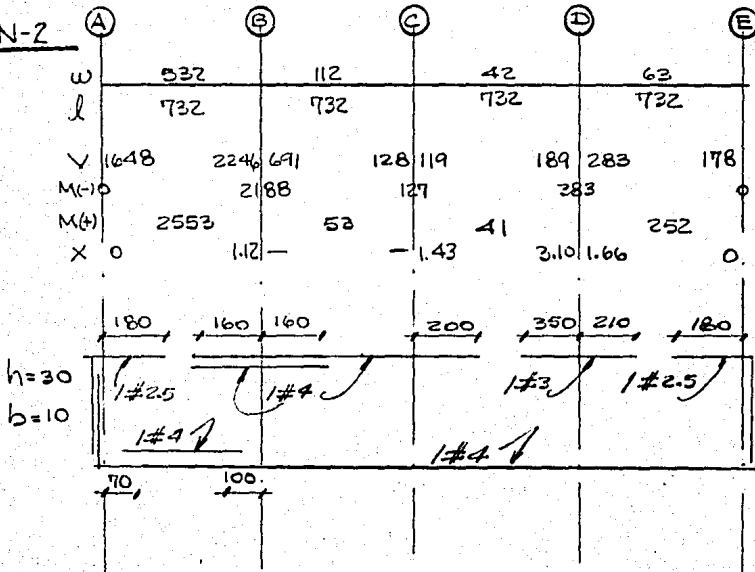 N-2 A B C D E
w 532 112 42 63
l 732 732 732 732
V 1648 2246 691 128 119 189 283 178
M(-) 0 2188 127 283 0
M(+) 2553 53 41 252
X 0 1.12 — — 1.43 3.10 1.66 0.
180 160 160 200 350 210 180
h=30
1#2.5 1#4 1#3 1#2.5
b=10
1#4 1#4
70 100.